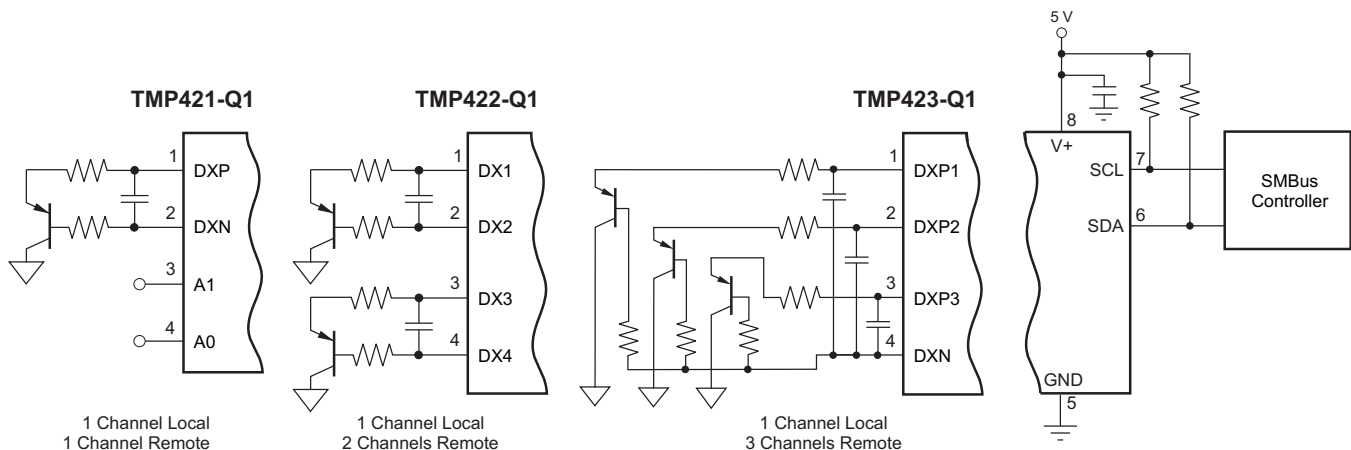 TMP421-Q1
1 DXP
2 DXN
3 A1
4 A0
1 Channel Local
1 Channel Remote
TMP422-Q1
1 DX1
2 DX2
3 DX3
4 DX4
1 Channel Local
2 Channels Remote
TMP423-Q1
1 DXP1
2 DXP2
3 DXP3
4 DXN
1 Channel Local
3 Channels Remote
5 V
8
V+
SCL 7
SDA 6
GND
5
SMBus
Controller